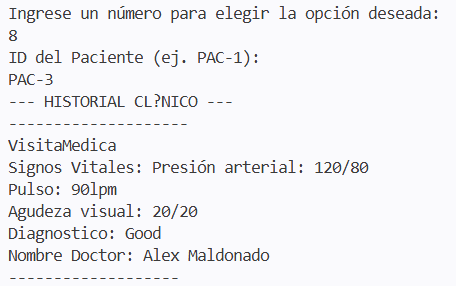 Ingrese un número para elegir la opción deseada:
8
ID del Paciente (ej. PAC-1):
PAC-3
--- HISTORIAL CL?NICO ---
-------------------
VisitaMedica
Signos Vitales: Presión arterial: 120/80
Pulso: 90lpm
Agudeza visual: 20/20
Diagnostico: Good
Nombre Doctor: Alex Maldonado
------------------